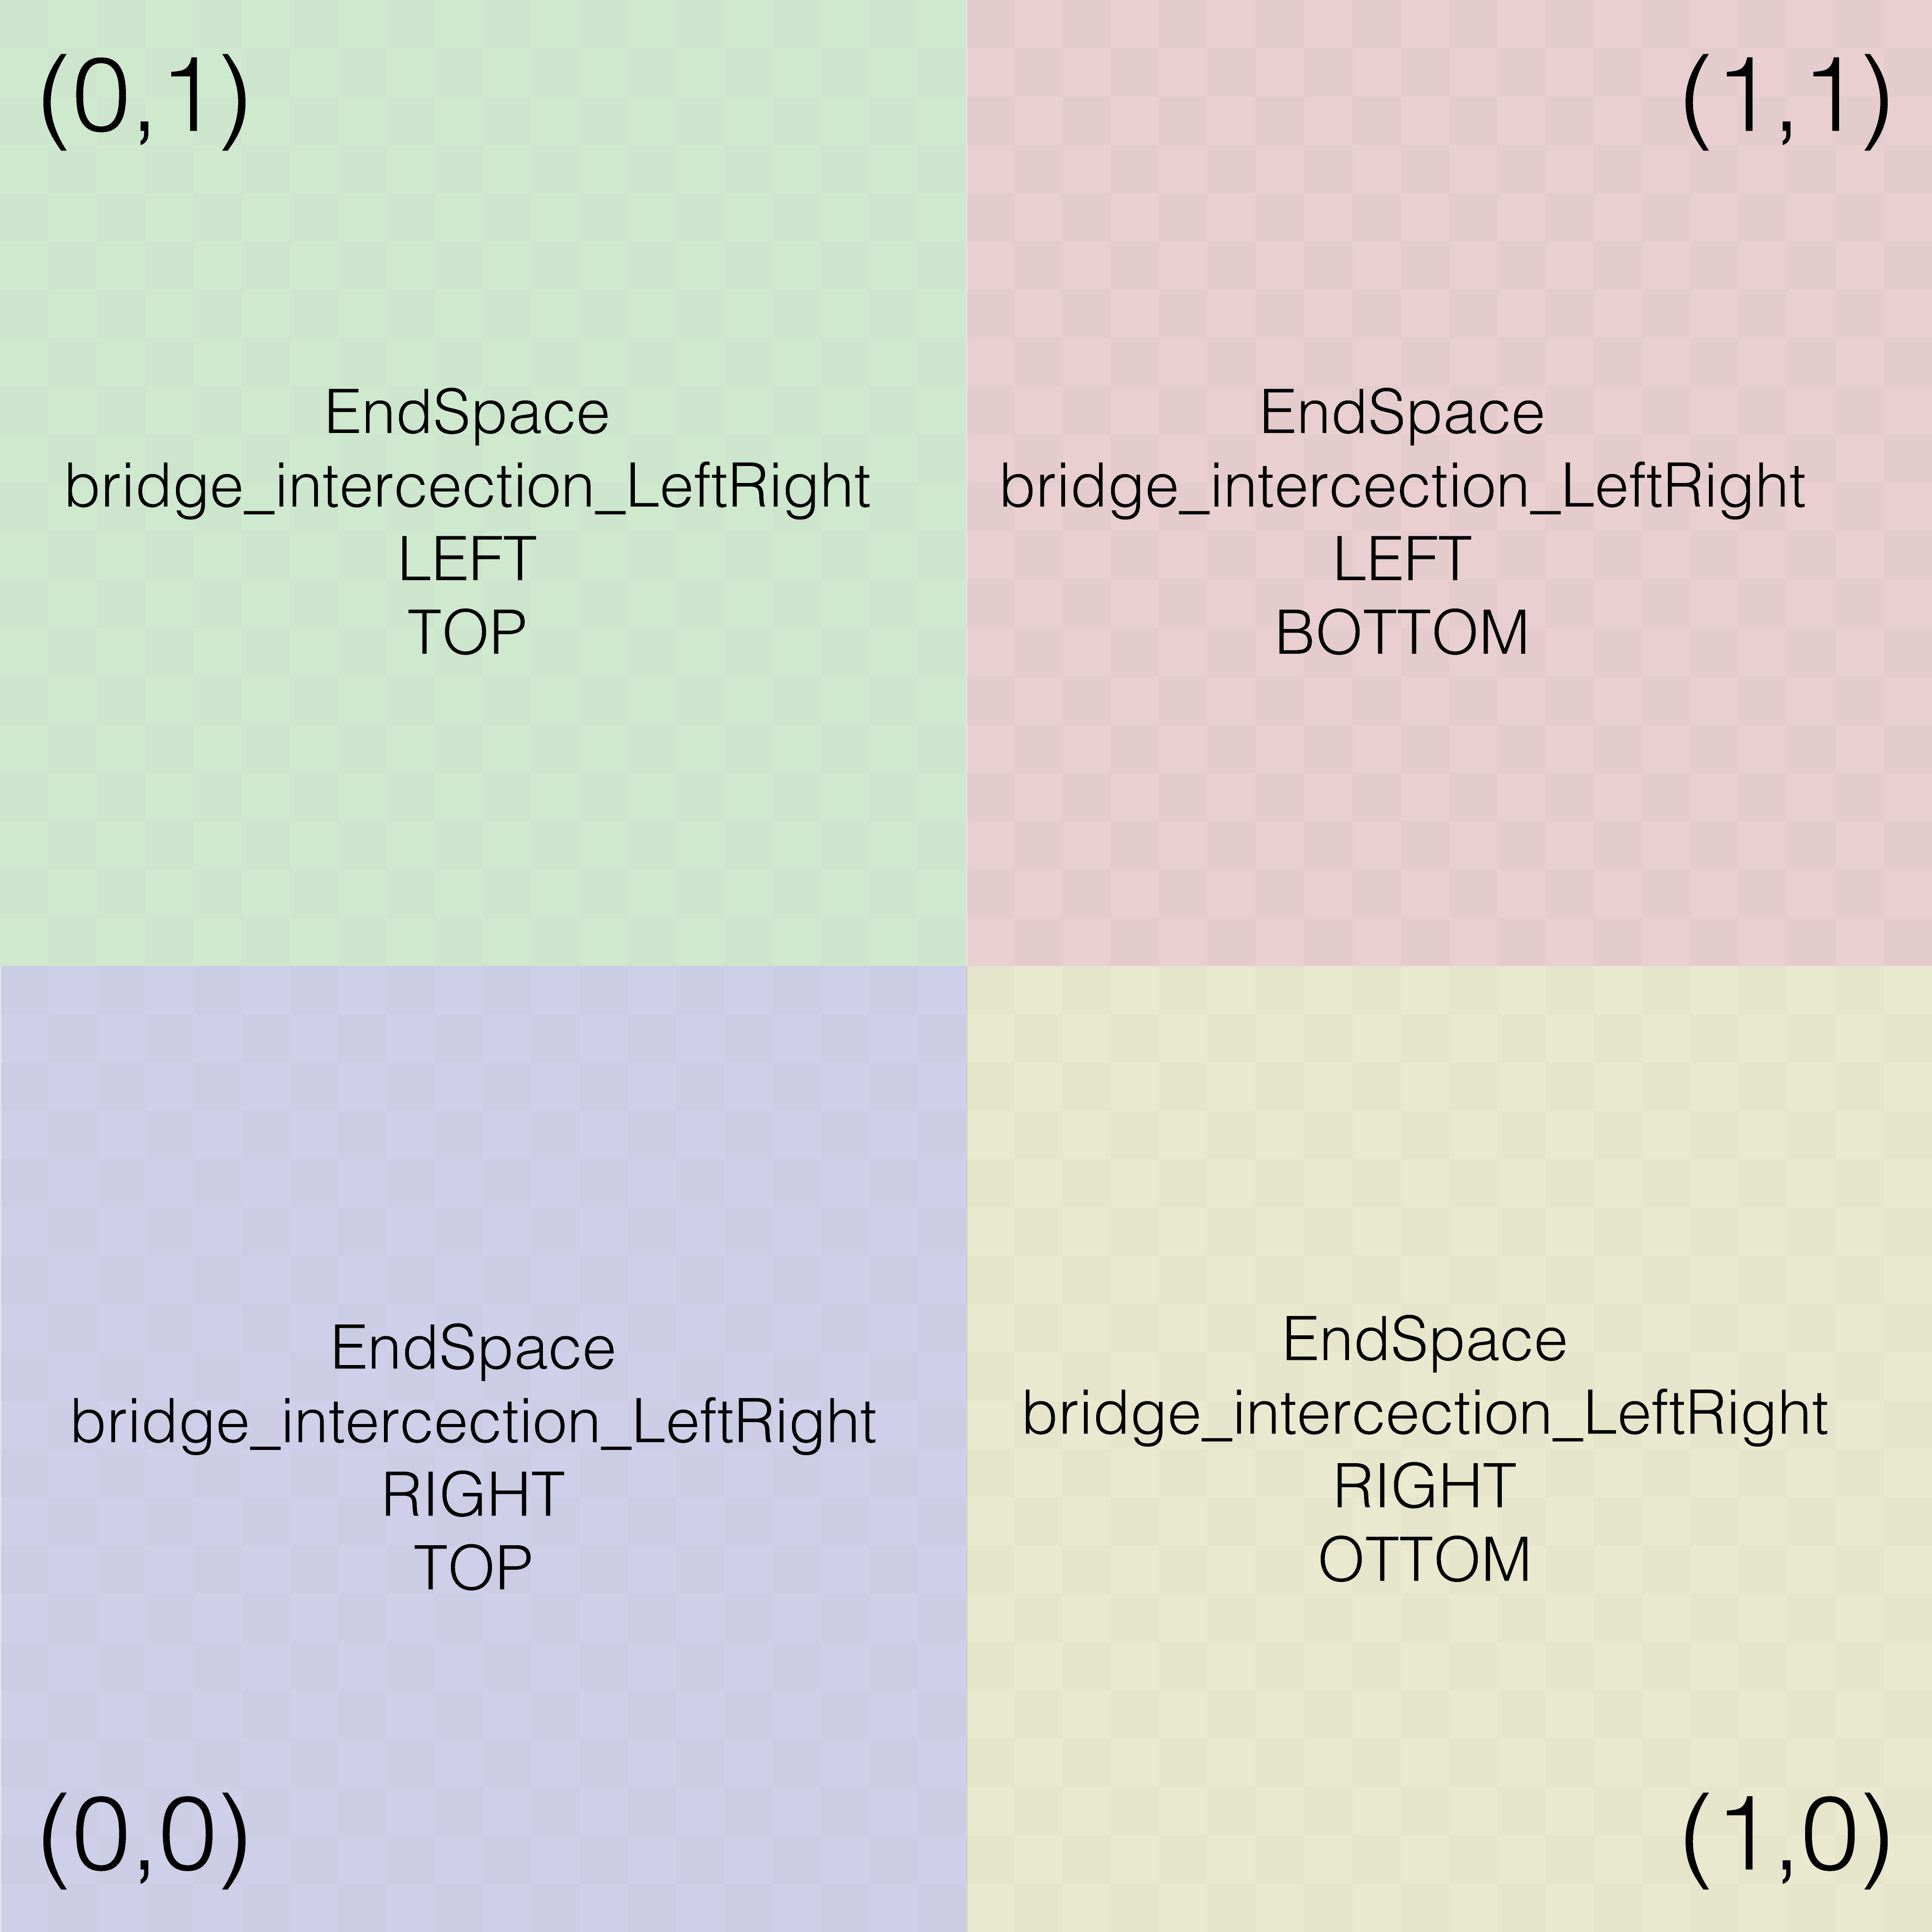 (0,1)
(1,1)
EndSpace
bridge_intercection_LeftRight
LEFT
TOP
EndSpace
bridge_intercection_LeftRight
LEFT
BOTTOM
EndSpace
bridge_intercection_LeftRight
RIGHT
TOP
EndSpace
bridge_intercection_LeftRight
RIGHT
OTTOM
(0,0)
(1,0)